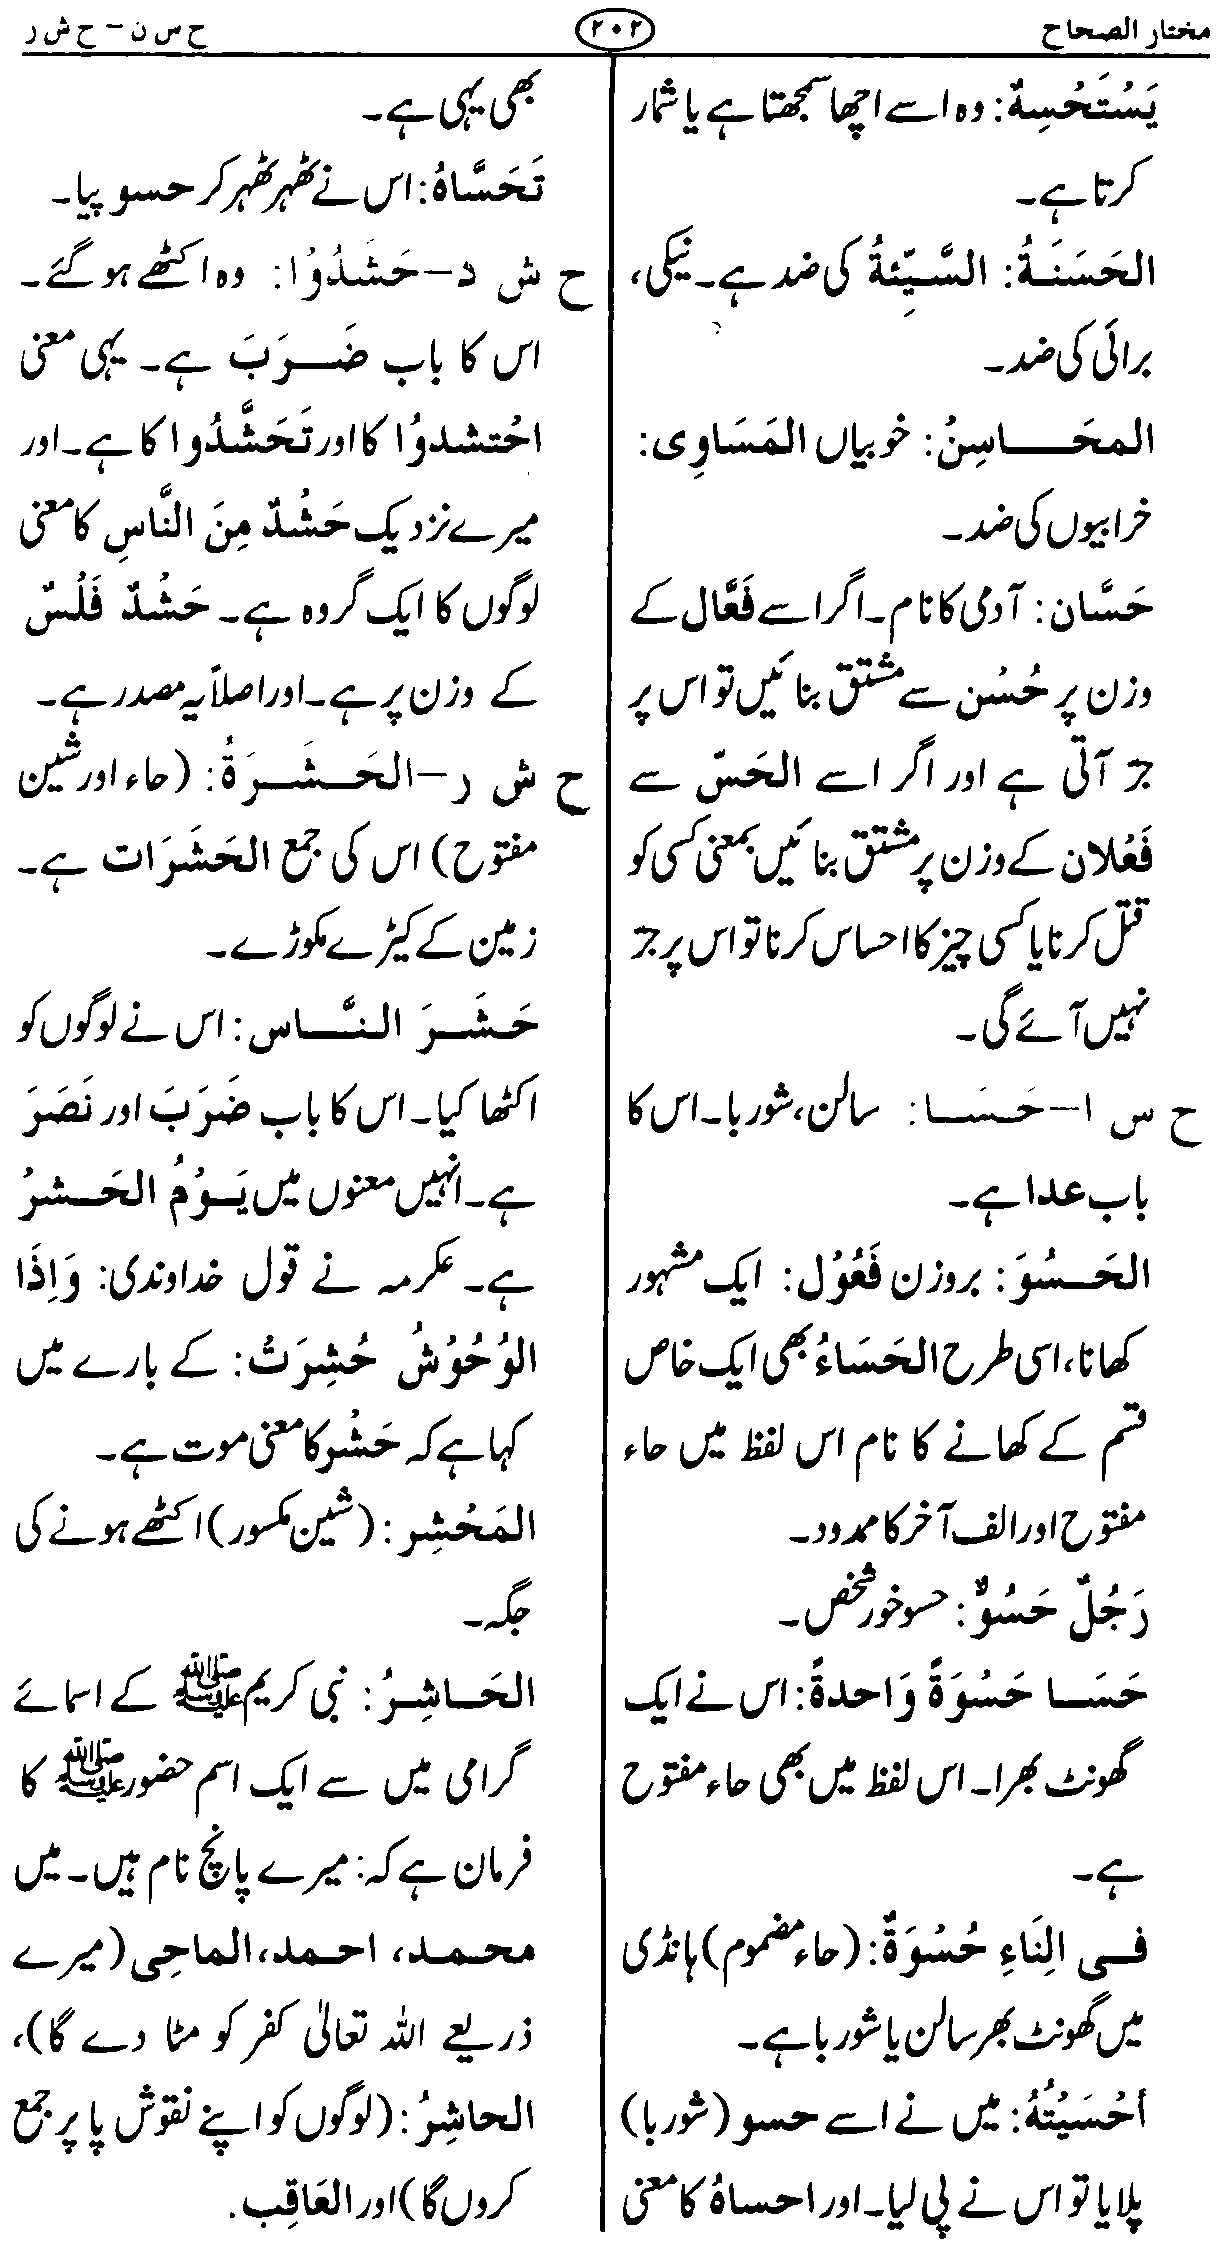 مختار الصحاح
۲۰۲
ح س ن – ح ش ر
يَسْتَحْسِنُهُ: وہ اسے اچھا سمجھتا ہے یا شمار
کرتا ہے۔
الحَسَنَةُ: السَّيِّئَةُ کی ضد ہے۔ نیکی،
برائی کی ضد۔
المحَاسِنُ: خوبیاں المَسَاوِی:
خرابیوں کی ضد۔
حَسَّان: آدمی کا نام۔ اگر اسے فَعَّال کے
وزن پر حُسْن سے مشتق بنائیں تو اس پر
جرّ آتی ہے اور اگر اسے الحَسّ سے
فَعْلان کے وزن پر مشتق بنائیں بمعنی کسی کو
قتل کرنا یا کسی چیز کا احساس کرنا تو اس پر جرّ
نہیں آئے گی۔
ح س ا – حَسَا: سالن، شوربا۔ اس کا
باب عدا ہے۔
الحَسُوَ: بروزن فَعُوْل: ایک مشہور
کھانا، اسی طرح الحَسَاءُ بھی ایک خاص
قسم کے کھانے کا نام اس لفظ میں حاء
مفتوح اور الف آخر کا ممدود۔
رَجُلٌ حَسُوٌّ: حسو خور شخص۔
حَسَا حَسْوَةً وَاحدةً: اس نے ایک
گھونٹ بھرا۔ اس لفظ میں بھی حاء مفتوح
ہے۔
فی الِنَاءِ حُسْوَةٌ: (حاء مضموم) ہانڈی
میں گھونٹ بھر سالن یا شوربا ہے۔
أحْسَيْتُهُ: میں نے اسے حسو (شوربا)
پلایا تو اس نے پی لیا۔ اور احساهُ کا معنی
بھی یہی ہے۔
تَحَسَّاهُ: اس نے ٹھہر ٹھہر کر حسو پیا۔
ح ش د – حَشَدُوْا: وہ اکٹھے ہو گئے۔
اس کا باب ضَرَبَ ہے۔ یہی معنی
احْتشدوُا کا اور تَحَشَّدُوا کا ہے۔ اور
میرے نزدیک حَشْدٌ مِنَ النَّاسِ کا معنی
لوگوں کا ایک گروہ ہے۔ حَشْدٌ فَلْسٌ
کے وزن پر ہے۔ اور اصلاً یہ مصدر ہے۔
ح ش ر – الحَشَرَةُ: (حاء اور شین
مفتوح) اس کی جمع الحَشَرَات ہے۔
زمین کے کیڑے مکوڑے۔
حَشَرَ النَّاس: اس نے لوگوں کو
اکٹھا کیا۔ اس کا باب ضَرَبَ اور نَصَرَ
ہے۔ انہیں معنوں میں يَوْمُ الحَشرُ
ہے۔ عکرمہ نے قول خداوندی: وَاِذَا
الوُحُوْشُ حُشِرَتْ: کے بارے میں
کہا ہے کہ حَشْر کا معنی موت ہے۔
المَحْشِر: (شین مکسور) اکٹھے ہونے کی
جگہ۔
الحَاشِرُ: نبی کریم ﷺ کے اسمائے
گرامی میں سے ایک اسم حضور ﷺ کا
فرمان ہے کہ: میرے پانچ نام ہیں۔ میں
محمد، احمد، الماحِی (میرے
ذریعے اللہ تعالیٰ کفر کو مٹا دے گا)،
الحاشِرُ: (لوگوں کو اپنے نقوش پا پر جمع
کروں گا) اور العَاقِب۔